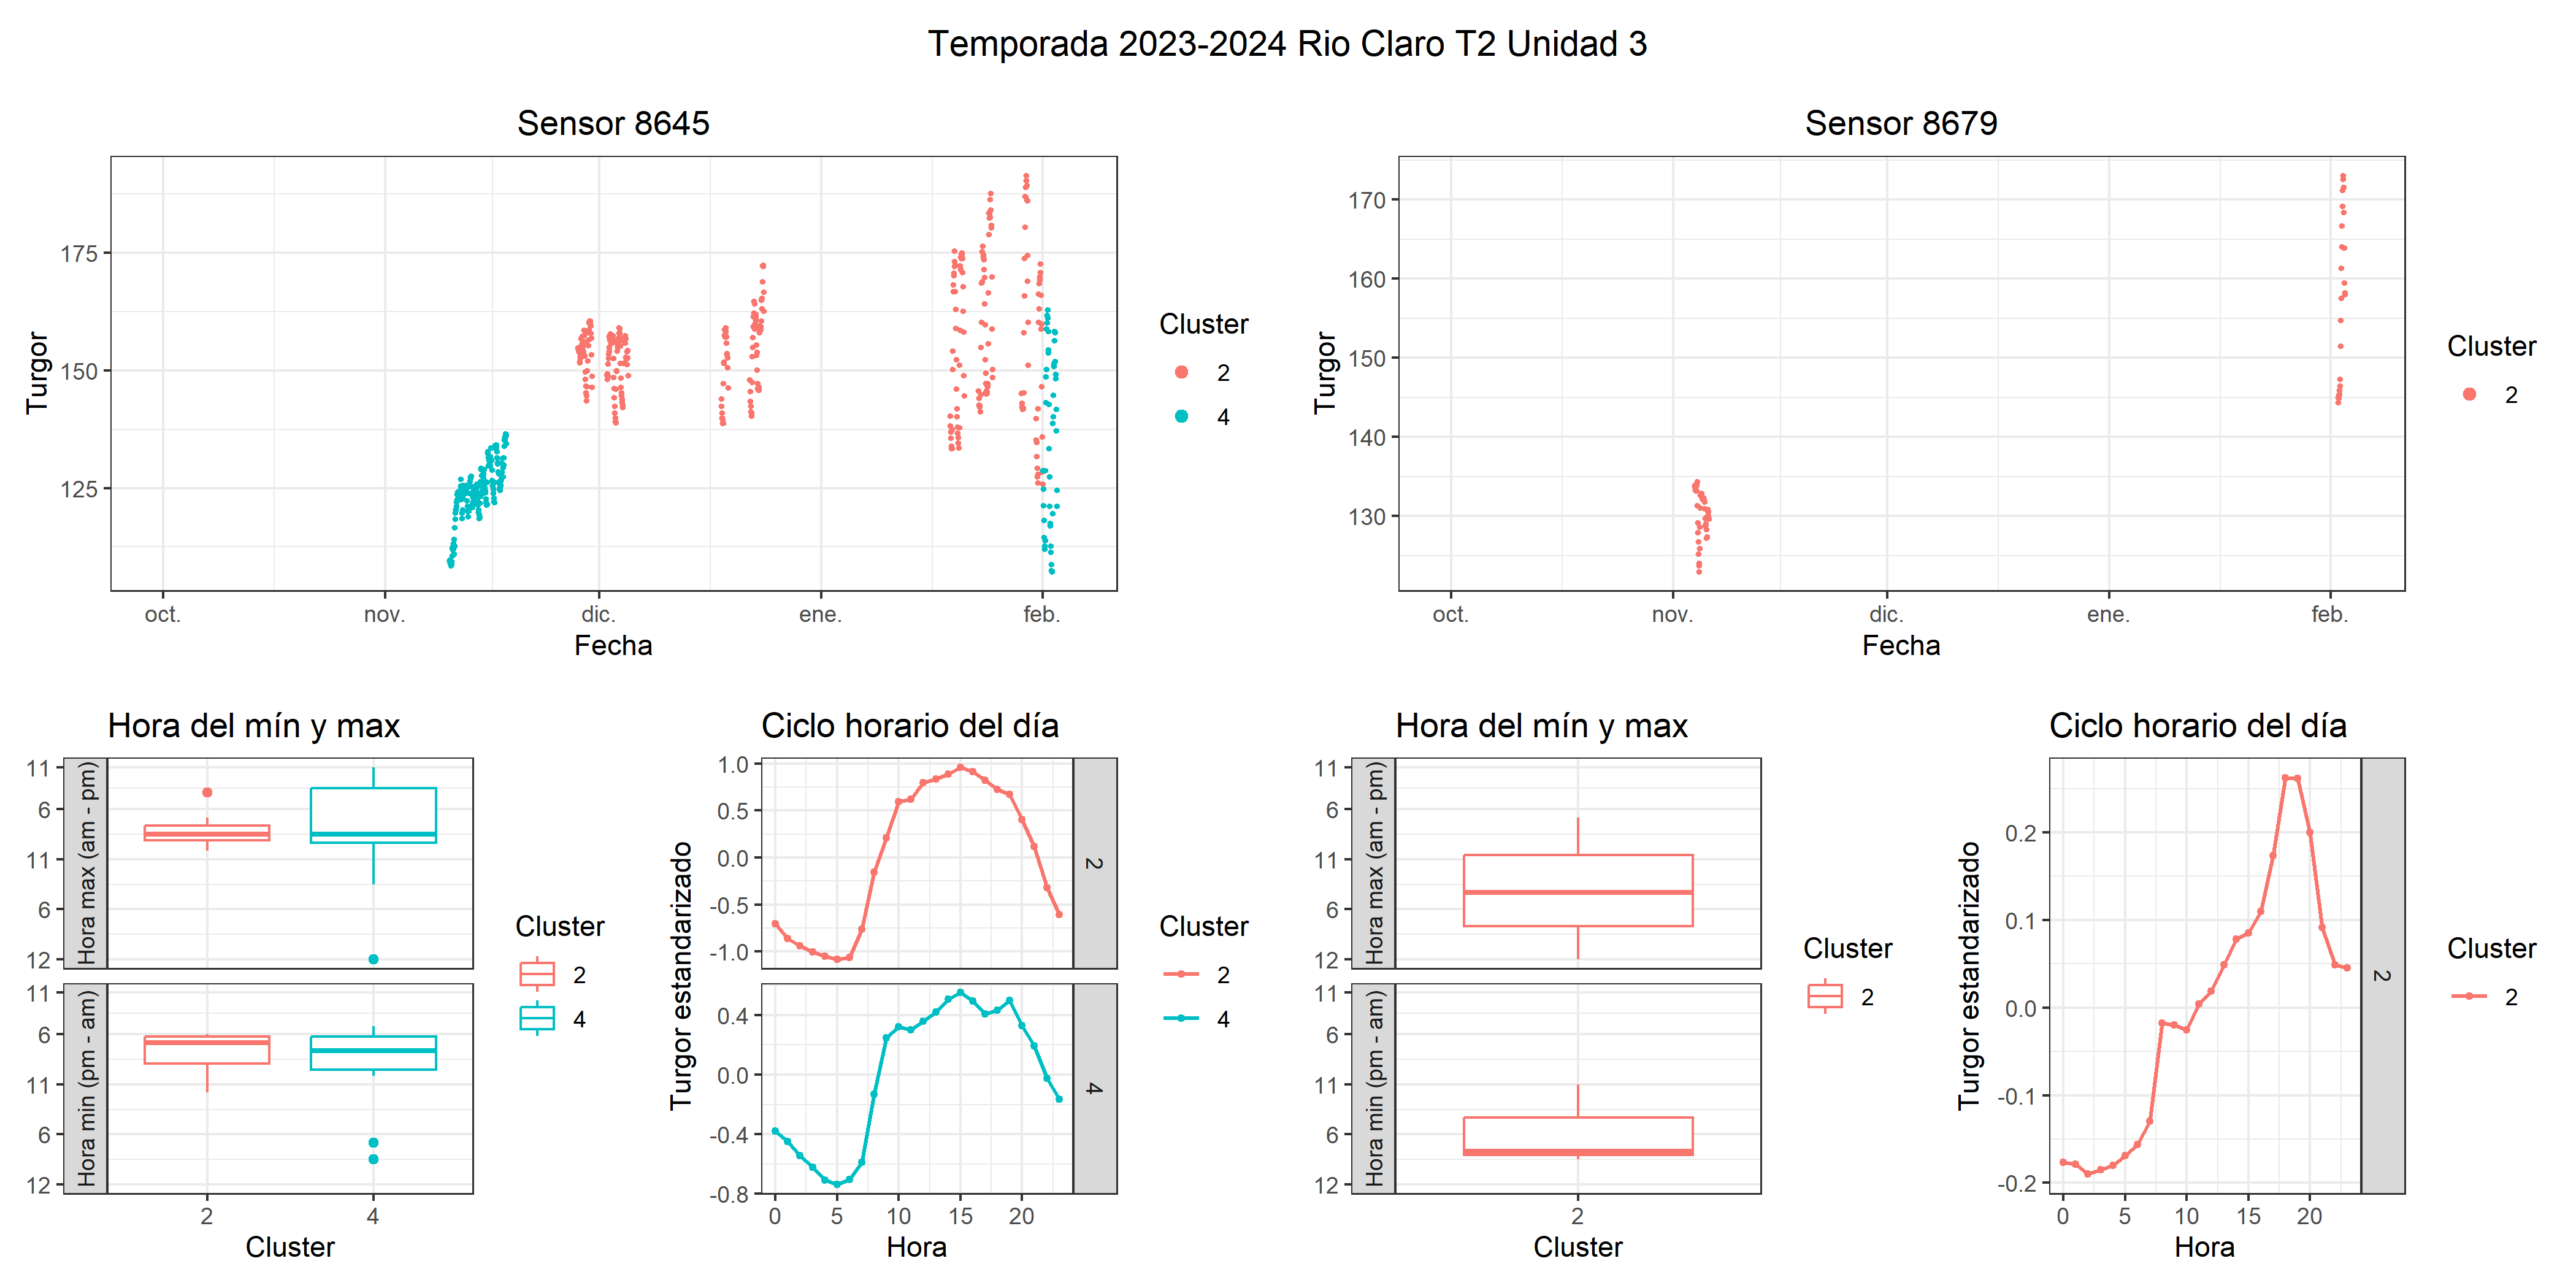 Temporada 2023-2024 Rio Claro T2 Unidad 3
Sensor 8645
Turgor
175
150
125
oct.
nov.
dic.
ene.
feb.
Fecha
Cluster
2
4
Sensor 8679
Turgor
170
160
150
140
130
oct.
nov.
dic.
ene.
feb.
Fecha
Cluster
2
Hora del mín y max
Hora max (am - pm)
11
6
11
6
12
Hora min (pm - am)
11
6
11
6
12
2
4
Cluster
Cluster
2
4
Ciclo horario del día
Turgor estandarizado
1.0
0.5
0.0
-0.5
-1.0
2
0.4
0.0
-0.4
-0.8
4
0
5
10
15
20
Hora
Cluster
2
4
Hora del mín y max
Hora max (am - pm)
11
6
11
6
12
Hora min (pm - am)
11
6
11
6
12
2
Cluster
Cluster
2
Ciclo horario del día
Turgor estandarizado
0.2
0.1
0.0
-0.1
-0.2
2
0
5
10
15
20
Hora
Cluster
2